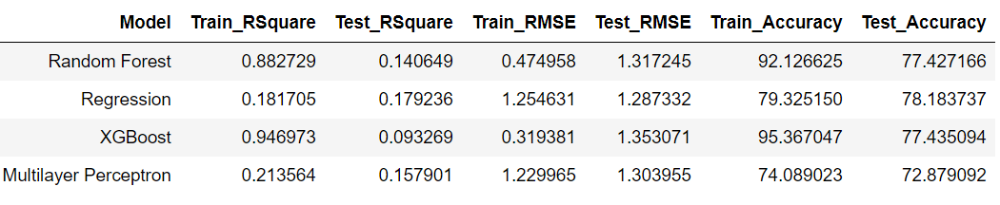 Model Train_RSquare Test_RSquare Train_RMSE Test_RMSE Train_Accuracy Test_Accuracy
Random Forest 0.882729 0.140649 0.474958 1.317245 92.126625 77.427166
Regression 0.181705 0.179236 1.254631 1.287332 79.325150 78.183737
XGBoost 0.946973 0.093269 0.319381 1.353071 95.367047 77.435094
Multilayer Perceptron 0.213564 0.157901 1.229965 1.303955 74.089023 72.879092